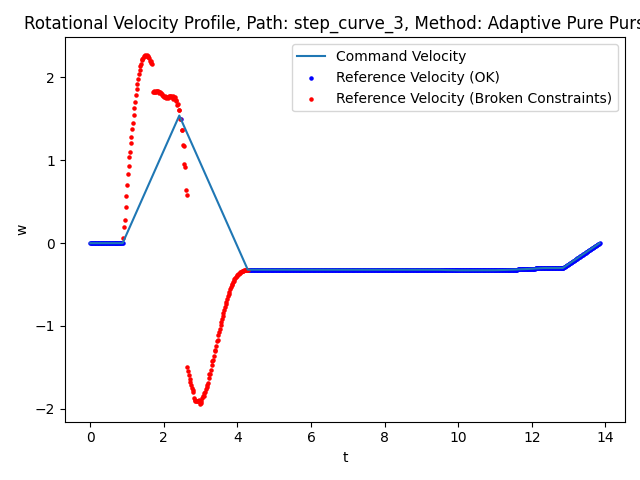 Rotational Velocity Profile, Path: step_curve_3, Method: Adaptive Pure
Command Velocity
Reference Velocity (OK)
Reference Velocity (Broken Constraints)
w
2
1
0
−1
−2
0 2 4 6 8 10 12 14
t